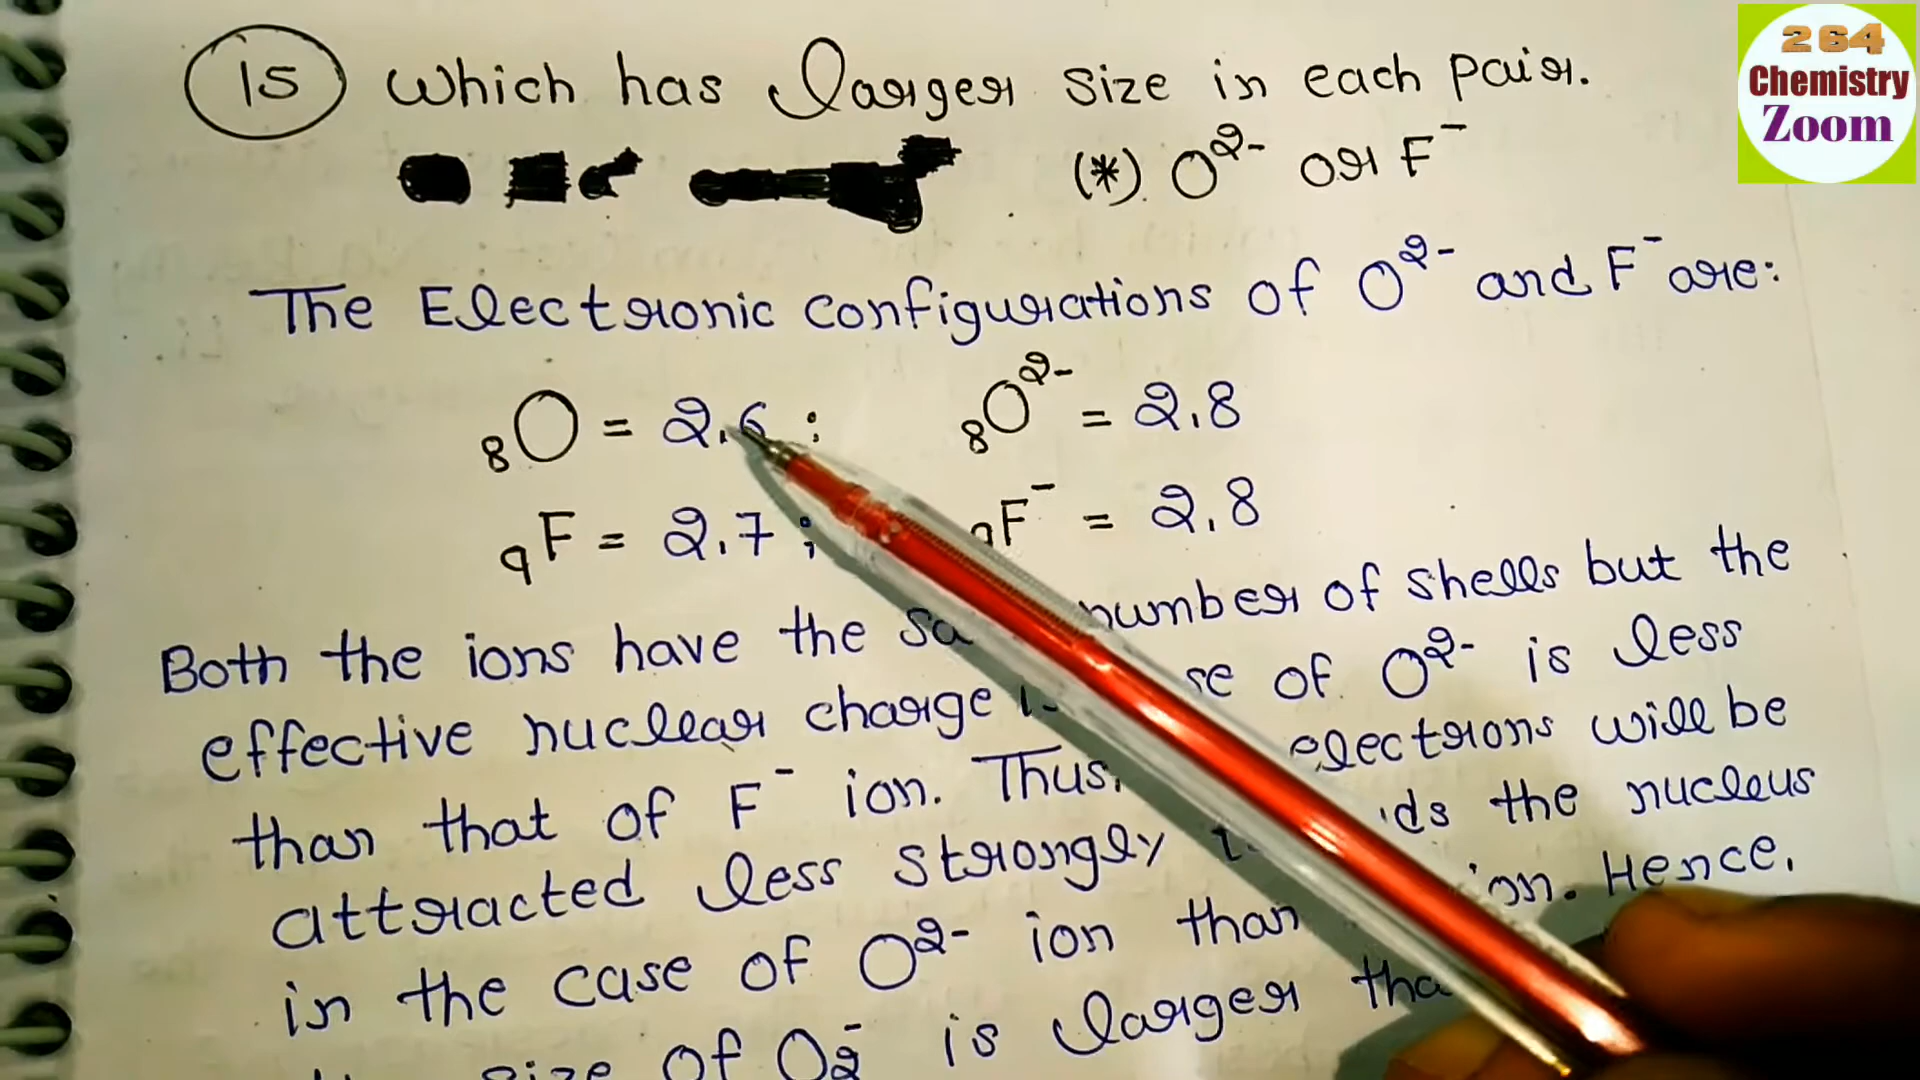 264
Chemistry
Zoom
15 Which has larger size in each pair.
(*) O²⁻ or F⁻
The Electronic configurations of O²⁻ and F⁻ are:
₈O = 2.6 ; ₈O²⁻ = 2.8
₉F = 2.7 ; ₉F⁻ = 2.8
Both the ions have the number of shells but the
effective nuclear charge of O²⁻ is less
than that of F⁻ ion. Thus, electrons will be
attracted less strongly the nucleus
in the case of O²⁻ ion than ion. Hence,
size of O₂⁻ is larger